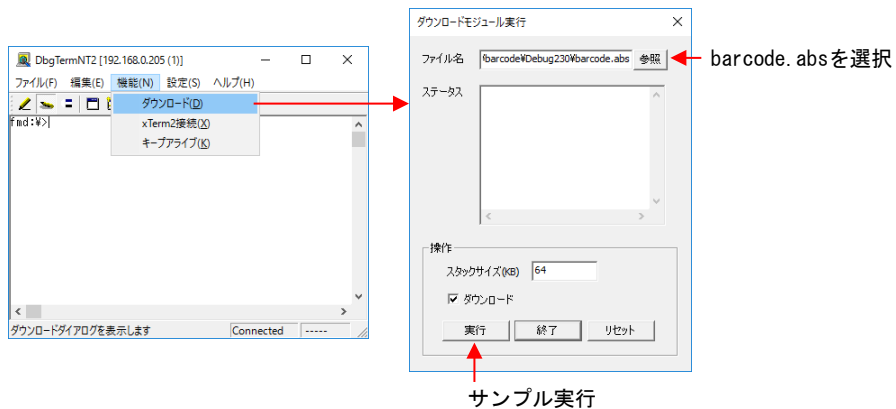 DbgTermNT2 [192.168.0.205 (1)]
ファイル(F) 編集(E) 機能(N) 設定(S) ヘルプ(H)
ダウンロード(D)
fmd:¥>
xTerm2接続(X)
キープアライブ(K)
ダウンロードダイアログを表示します Connected -----
ダウンロードモジュール実行
ファイル名 ¥barcode¥Debug230¥barcode.abs 参照
barcode.absを選択
ステータス
操作
スタックサイズ(KB) 64
ダウンロード
実行 終了 リセット
サンプル実行